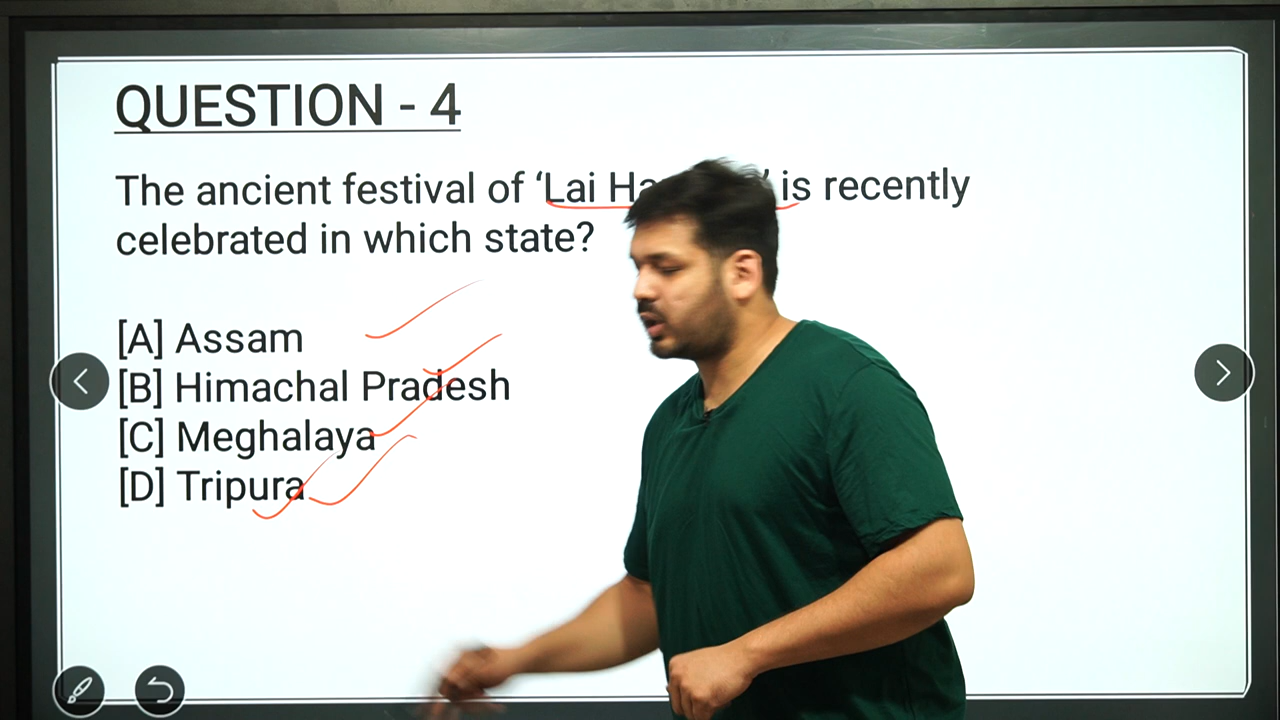 QUESTION - 4
The ancient festival of ‘Lai Ha ’ is recently
celebrated in which state?
[A] Assam
[B] Himachal Pradesh
[C] Meghalaya
[D] Tripura